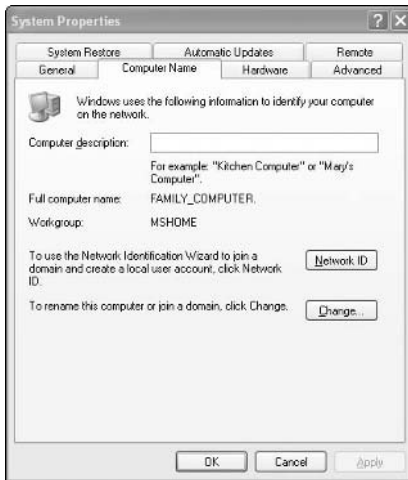 System Properties
System Restore Automatic Updates Remote
General Computer Name Hardware Advanced
Windows uses the following information to identify your computer
on the network.
Computer description:
For example: "Kitchen Computer" or "Mary's
Computer".
Full computer name: FAMILY_COMPUTER.
Workgroup: MSHOME
To use the Network Identification Wizard to join a
domain and create a local user account, click Network
ID.
Network ID
To rename this computer or join a domain, click Change.
Change...
OK Cancel Apply